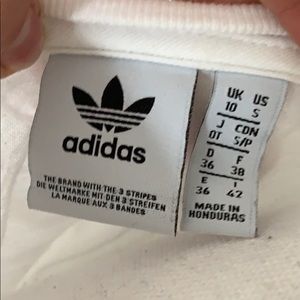 adidas
THE BRAND WITH THE 3 STRIPES
DIE WELTMARKE MIT DEN 3 STREIFEN
LA MARQUE AUX 3 BANDES
UK US
10 S
J CDN
OT S/P
D F
36 38
E I
36 42
MADE IN
HONDURAS